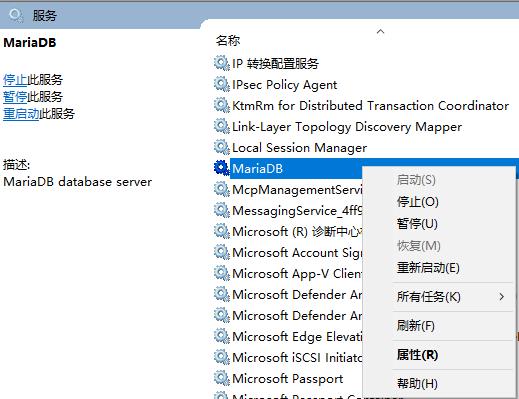 服务
MariaDB
停止此服务
暂停此服务
重启动此服务
描述:
MariaDB database server
名称
IP 转换配置服务
IPsec Policy Agent
KtmRm for Distributed Transaction Coordinator
Link-Layer Topology Discovery Mapper
Local Session Manager
MariaDB
McpManagementServi
MessagingService_4ff9
Microsoft (R) 诊断中心
Microsoft Account Sign
Microsoft App-V Client
Microsoft Defender An
Microsoft Defender An
Microsoft Edge Elevati
Microsoft iSCSI Initiato
Microsoft Passport
启动(S)
停止(O)
暂停(U)
恢复(M)
重新启动(E)
所有任务(K)
刷新(F)
属性(R)
帮助(H)